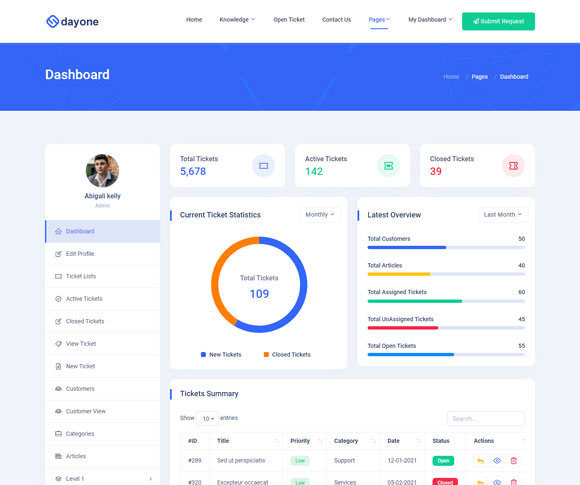 dayone
Home Knowledge Open Ticket Contact Us Pages My Dashboard Submit Request
Dashboard
Home / Pages / Dashboard
Abigali kelly
Admin
Dashboard
Edit Profile
Ticket Lists
Active Tickets
Closed Tickets
View Ticket
New Ticket
Customers
Customer View
Categories
Articles
Level 1
Total Tickets
5,678
Active Tickets
142
Closed Tickets
39
Current Ticket Statistics
Monthly
Total Tickets
109
New Tickets Closed Tickets
Latest Overview
Last Month
Total Customers 50
Total Articles 40
Total Assigned Tickets 60
Total UnAssigned Tickets 45
Total Open Tickets 55
Tickets Summary
Show 10 entries
Search...
#ID Title Priority Category Date Status Actions
#289 Sed ut perspiciatis Low Support 12-01-2021 Open
#320 Excepteur occaecat Low Services 05-02-2021 Closed